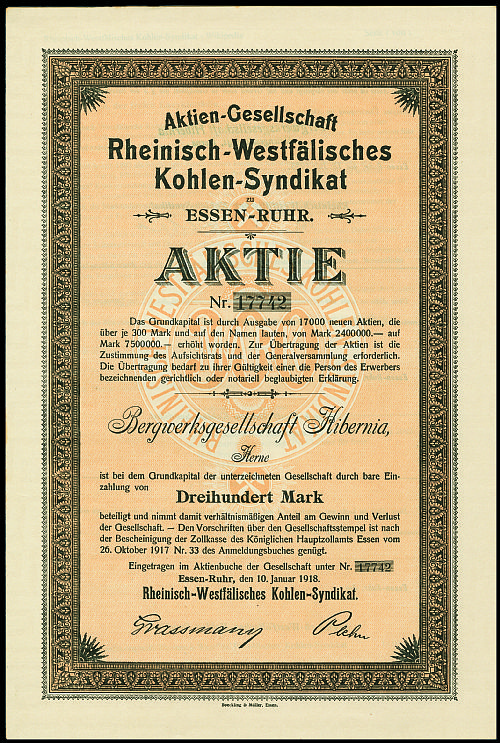 Aktien-Gesellschaft
Rheinisch-Westfälisches
Kohlen-Syndikat
zu
ESSEN-RUHR.
AKTIE
Nr. 17742
Das Grundkapital ist durch Ausgabe von 17000 neuen Aktien, die
über je 300 Mark und auf den Namen lauten, von Mark 2400000.— auf
Mark 7500000.— erhöht worden. Zur Übertragung der Aktien ist die
Zustimmung des Aufsichtsrats und der Generalversammlung erforderlich.
Die Übertragung bedarf zu ihrer Gültigkeit einer die Person des Erwerbers
bezeichnenden gerichtlich oder notariell beglaubigten Erklärung.
Bergwerksgesellschaft Hibernia,
Herne
ist bei dem Grundkapital der unterzeichneten Gesellschaft durch bare Ein-
zahlung von
Dreihundert Mark
beteiligt und nimmt damit verhältnismäßigen Anteil am Gewinn und Verlust
der Gesellschaft. — Den Vorschriften über den Gesellschaftsstempel ist nach
der Bescheinigung der Zollkasse des Königlichen Hauptzollamts Essen vom
26. Oktober 1917 Nr. 33 des Anmeldungsbuches genügt.
Eingetragen im Aktienbuche der Gesellschaft unter Nr. 17742
Essen-Ruhr, den 10. Januar 1918.
Rheinisch-Westfälisches Kohlen-Syndikat.
Grassmann
Plehn
Boeckling & Müller, Essen.